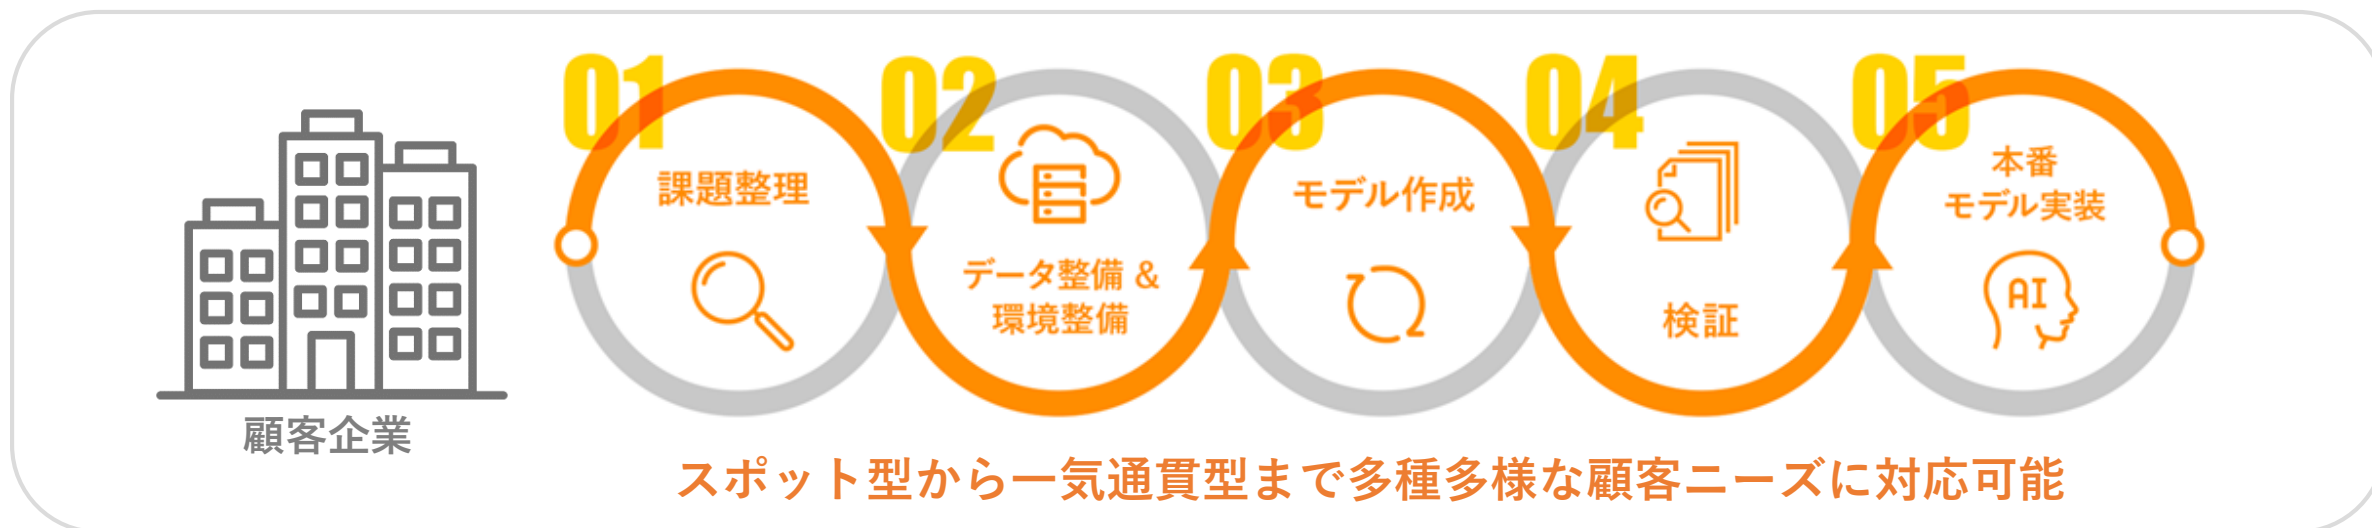 顧客企業
01
課題整理
02
データ整備 &
環境整備
03
モデル作成
04
検証
05
本番
モデル実装
AI
スポット型から一気通貫型まで多種多様な顧客ニーズに対応可能